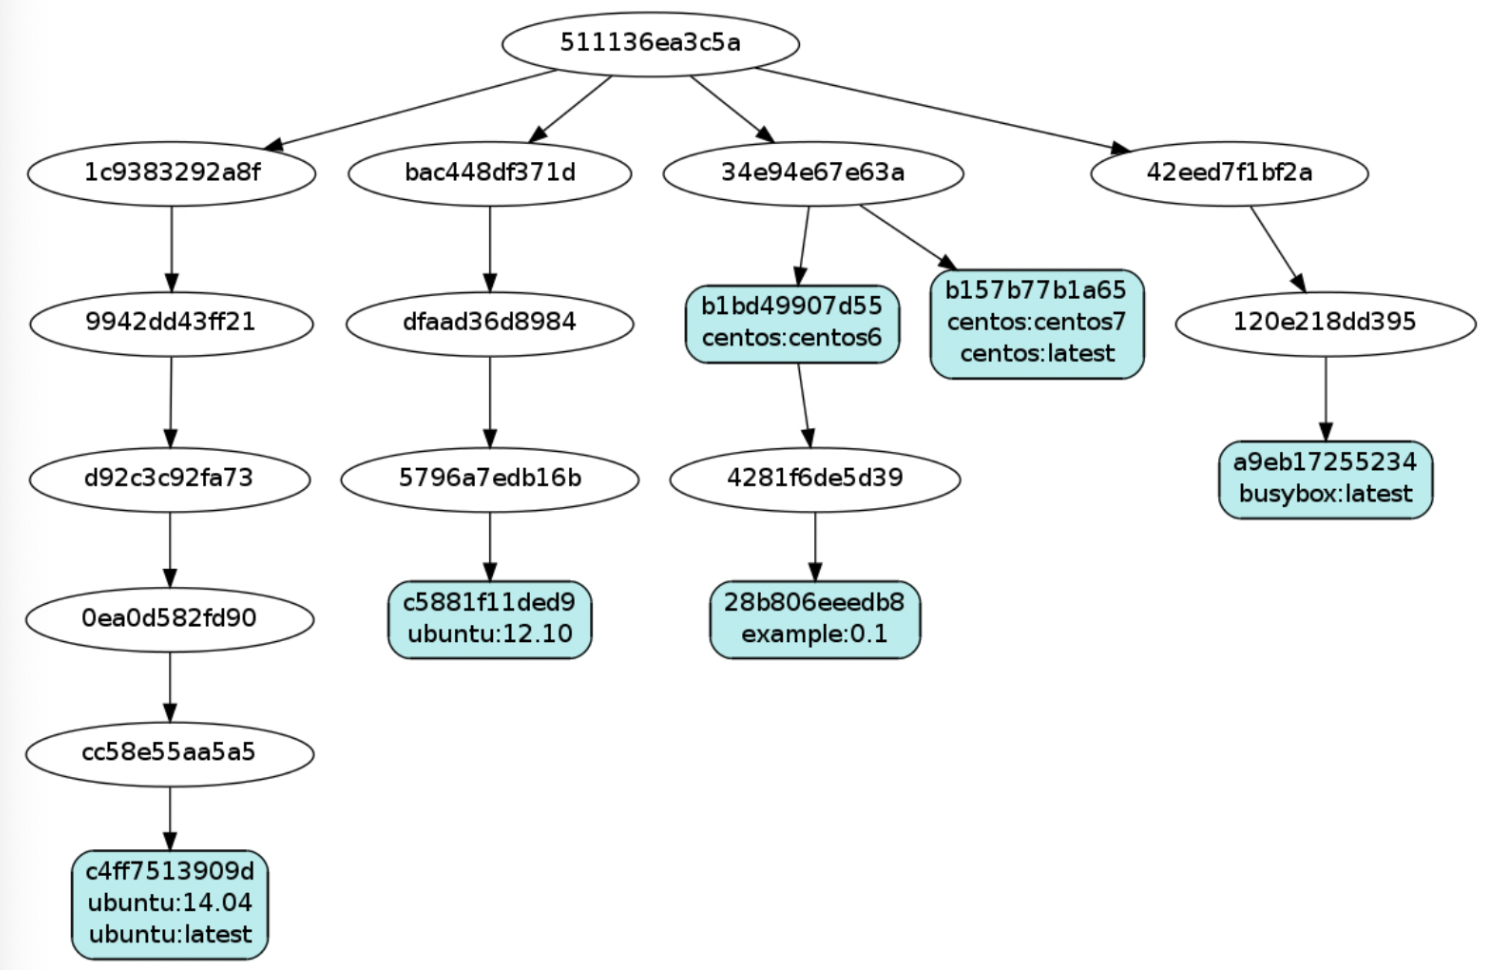 511136ea3c5a
1c9383292a8f
bac448df371d
34e94e67e63a
42eed7f1bf2a
9942dd43ff21
dfaad36d8984
b1bd49907d55
centos:centos6
b157b77b1a65
centos:centos7
centos:latest
120e218dd395
d92c3c92fa73
5796a7edb16b
4281f6de5d39
a9eb17255234
busybox:latest
0ea0d582fd90
c5881f11ded9
ubuntu:12.10
28b806eeedb8
example:0.1
cc58e55aa5a5
c4ff7513909d
ubuntu:14.04
ubuntu:latest